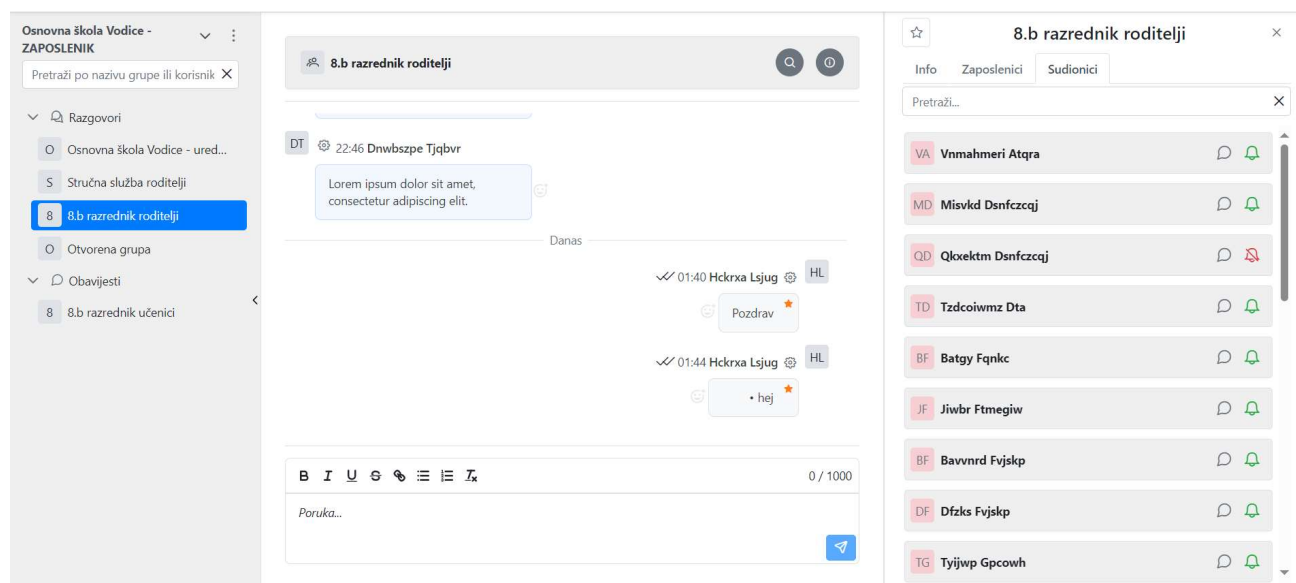 Osnovna škola Vodice -
ZAPOSLENIK
Pretraži po nazivu grupe ili korisnik
Razgovori
O Osnovna škola Vodice - ured...
S Stručna služba roditelji
8 8.b razrednik roditelji
O Otvorena grupa
Obavijesti
8 8.b razrednik učenici
8.b razrednik roditelji
DT 22:46 Dnwbszpe Tjqbvr
Lorem ipsum dolor sit amet,
consectetur adipiscing elit.
Danas
01:40 Hckrxa Lsjug HL
Pozdrav
01:44 Hckrxa Lsjug HL
• hej
B I U S Tx 0 / 1000
Poruka...
8.b razrednik roditelji
Info Zaposlenici Sudionici
Pretraži...
VA Vnmahmeri Atqra
MD Misvkd Dsnfczcqj
QD Qkxektm Dsnfczcqj
TD Tzdcoiwmz Dta
BF Batgy Fqnkc
JF Jiwbr Ftmegiw
BF Bavvnrd Fvjskp
DF Dfzks Fvjskp
TG Tyijwp Gpcowh